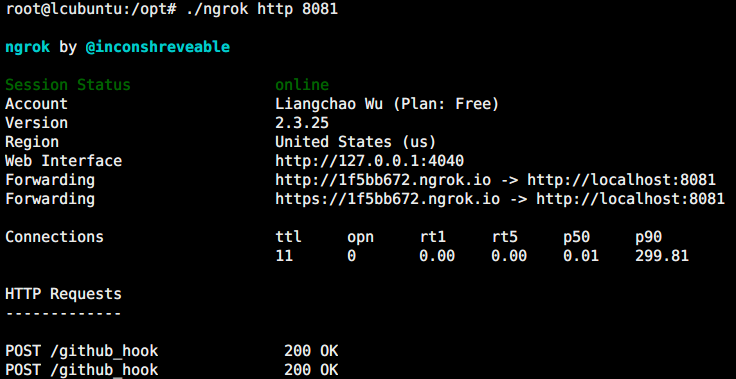 root@lcubuntu:/opt# ./ngrok http 8081
ngrok by @inconshreveable
Session Status online
Account Liangchao Wu (Plan: Free)
Version 2.3.25
Region United States (us)
Web Interface http://127.0.0.1:4040
Forwarding http://1f5bb672.ngrok.io -> http://localhost:8081
Forwarding https://1f5bb672.ngrok.io -> http://localhost:8081
Connections ttl opn rt1 rt5 p50 p90
11 0 0.00 0.00 0.01 299.81
HTTP Requests
-------------
POST /github_hook 200 OK
POST /github_hook 200 OK